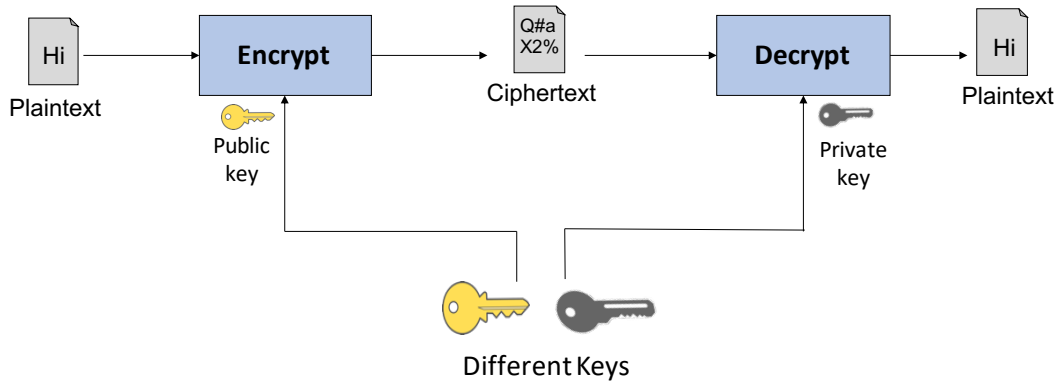 Hi
Plaintext
Encrypt
Public
key
Q#a
X2%
Ciphertext
Decrypt
Private
key
Hi
Plaintext
Different Keys